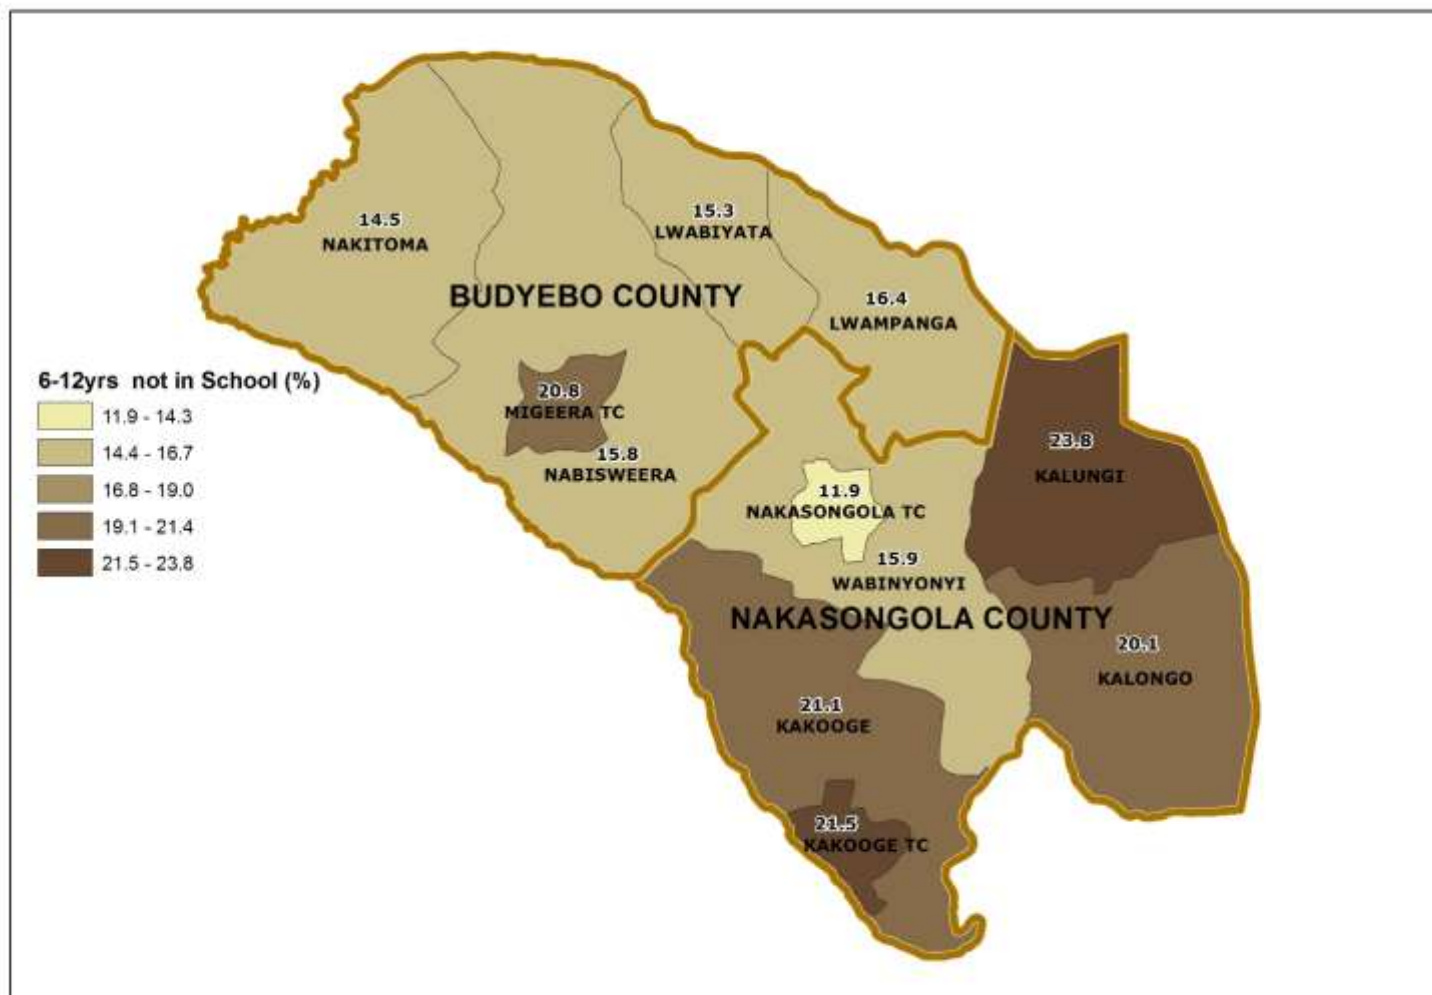 14.5
NAKITOMA
15.3
LWABIYATA
BUDYEBO COUNTY
16.4
LWAMPANGA
6-12yrs not in School (%)
11.9 - 14.3
14.4 - 16.7
16.8 - 19.0
19.1 - 21.4
21.5 - 23.8
20.8
MIGEERA TC
15.8
NABISWEERA
23.8
KALUNGI
11.9
NAKASONGOLA TC
15.9
WABINYONYI
NAKASONGOLA COUNTY
20.1
KALONGO
21.1
KAKOOGE
21.5
KAKOOGE TC